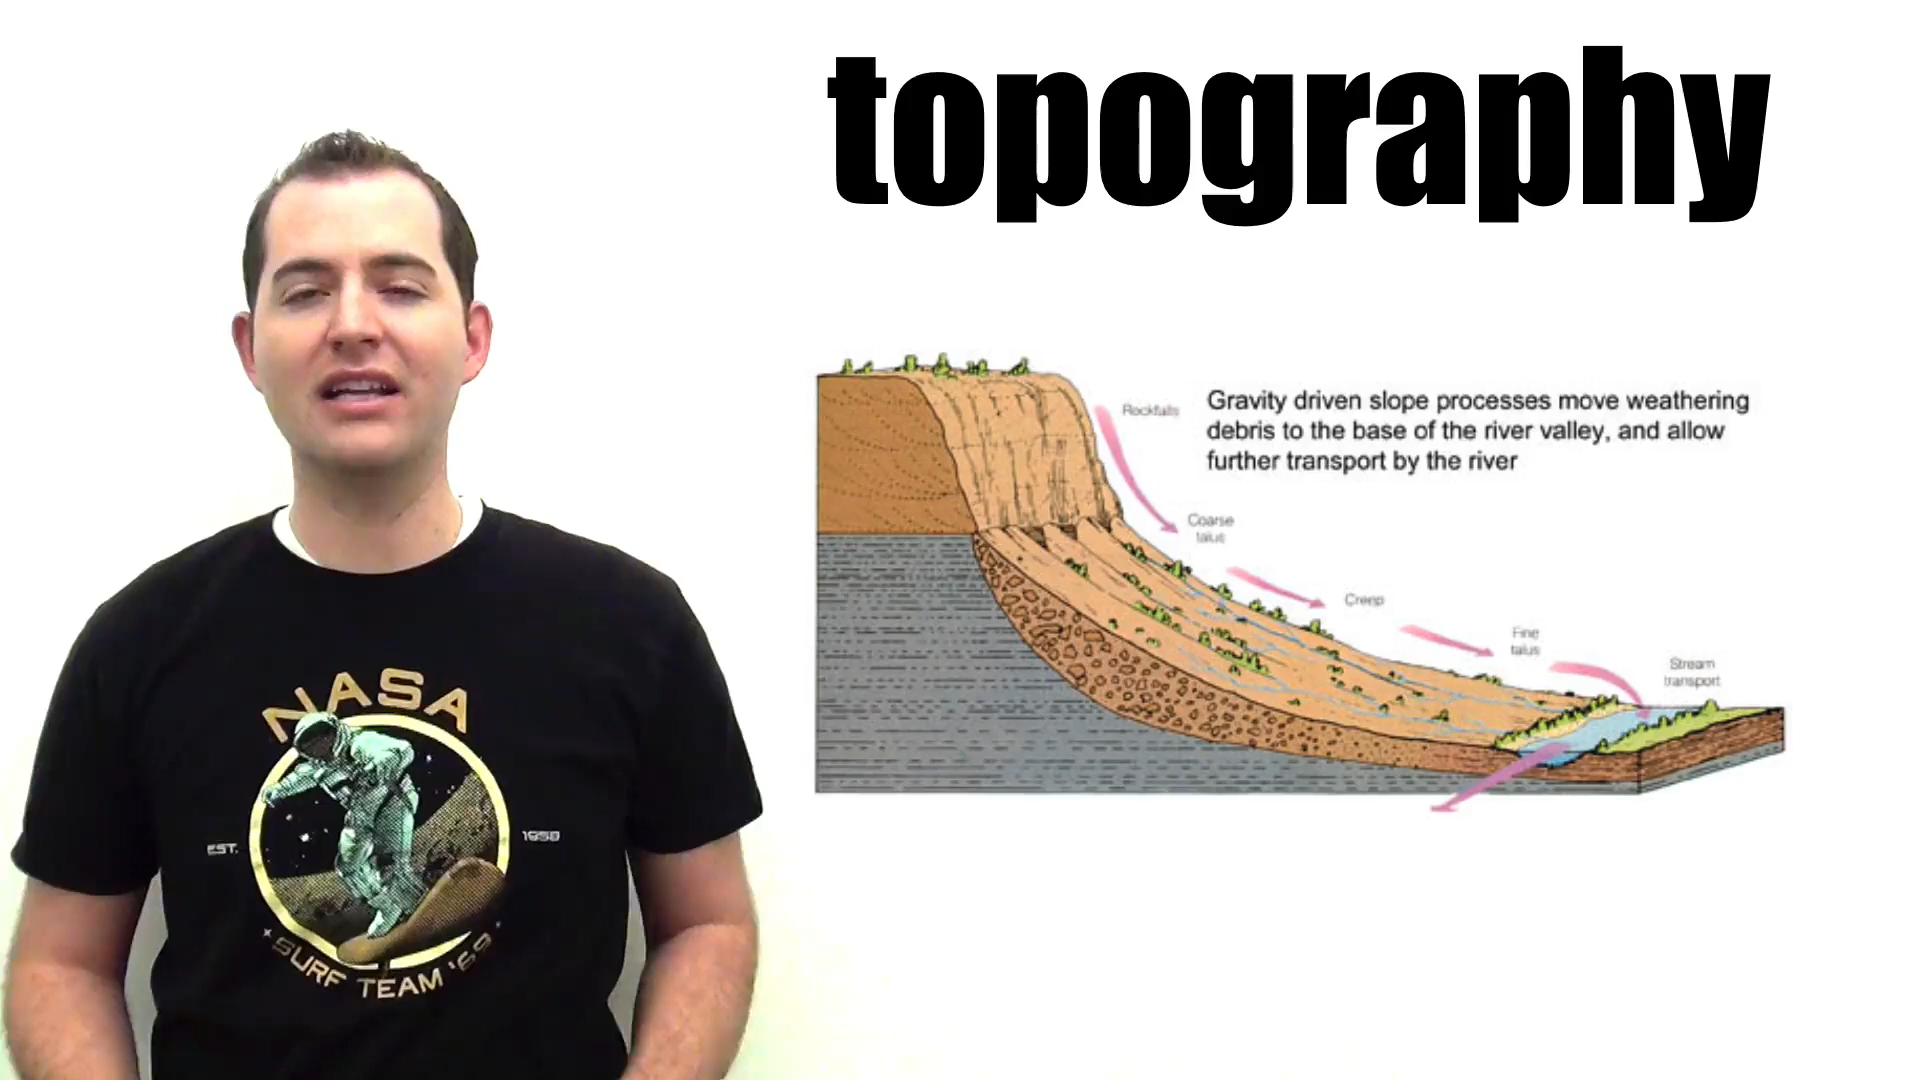 topography
Gravity driven slope processes move weathering
debris to the base of the river valley, and allow
further transport by the river
Rockfalls
Coarse
talus
Creep
Fine
talus
Stream
transport
NASA
EST. 1958
SURF TEAM '69